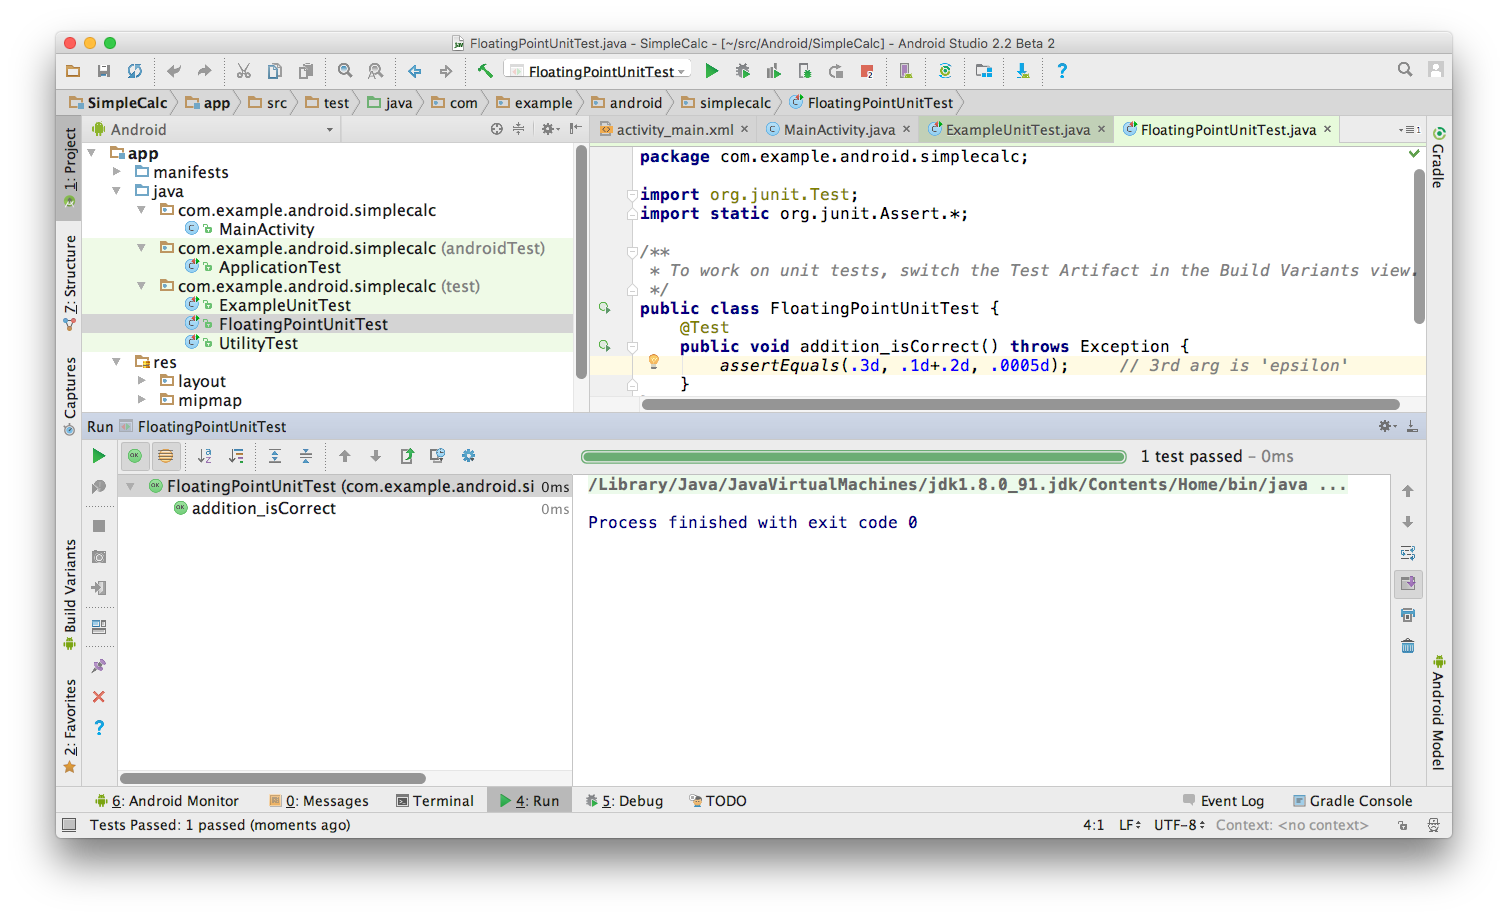 FloatingPointUnitTest.java - SimpleCalc - [~/src/Android/SimpleCalc] - Android Studio 2.2 Beta 2
FloatingPointUnitTest
SimpleCalc app src test java com example android simplecalc FloatingPointUnitTest
Android
activity_main.xml MainActivity.java ExampleUnitTest.java FloatingPointUnitTest.java
1: Project
Z: Structure
Captures
Build Variants
2: Favorites
app
manifests
java
com.example.android.simplecalc
MainActivity
com.example.android.simplecalc (androidTest)
ApplicationTest
com.example.android.simplecalc (test)
ExampleUnitTest
FloatingPointUnitTest
UtilityTest
res
layout
mipmap
package com.example.android.simplecalc;
import org.junit.Test;
import static org.junit.Assert.*;
/**
* To work on unit tests, switch the Test Artifact in the Build Variants view.
*/
public class FloatingPointUnitTest {
@Test
public void addition_isCorrect() throws Exception {
assertEquals(.3d, .1d+.2d, .0005d); // 3rd arg is 'epsilon'
}
Gradle
Android Model
Run FloatingPointUnitTest
1 test passed – 0ms
FloatingPointUnitTest (com.example.android.si 0ms
addition_isCorrect 0ms
/Library/Java/JavaVirtualMachines/jdk1.8.0_91.jdk/Contents/Home/bin/java ...
Process finished with exit code 0
6: Android Monitor 0: Messages Terminal 4: Run 5: Debug TODO Event Log Gradle Console
Tests Passed: 1 passed (moments ago) 4:1 LF UTF-8 Context: <no context>